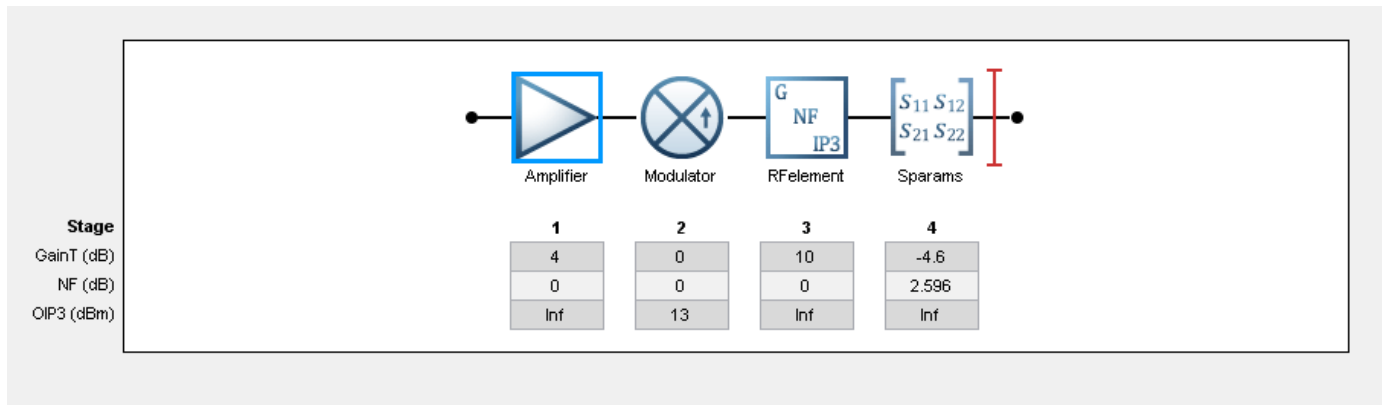 G
NF
IP3
S11 S12
S21 S22
Amplifier Modulator RFelement Sparams
Stage 1 2 3 4
GainT (dB) 4 0 10 -4.6
NF (dB) 0 0 0 2.596
OIP3 (dBm) Inf 13 Inf Inf